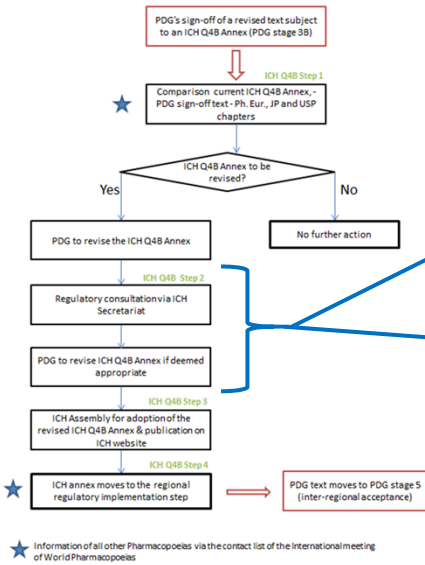 PDG's sign-off of a revised text subject
to an ICH Q4B Annex (PDG stage 3B)
ICH Q4B Step 1
Comparison current ICH Q4B Annex, -
PDG sign-off text - Ph. Eur., JP and USP
chapters
ICH Q4B Annex to be
revised?
Yes
No
PDG to revise the ICH Q4B Annex
No further action
ICH Q4B Step 2
Regulatory consultation via ICH
Secretariat
PDG to revise ICH Q4B Annex if deemed
appropriate
ICH Q4B Step 3
ICH Assembly for adoption of the
revised ICH Q4B Annex & publication on
ICH website
ICH Q4B Step 4
ICH annex moves to the regional
regulatory implementation step
PDG text moves to PDG stage 5
(inter-regional acceptance)
Information of all other Pharmacopoeias via the contact list of the International meeting
of World Pharmacopoeias